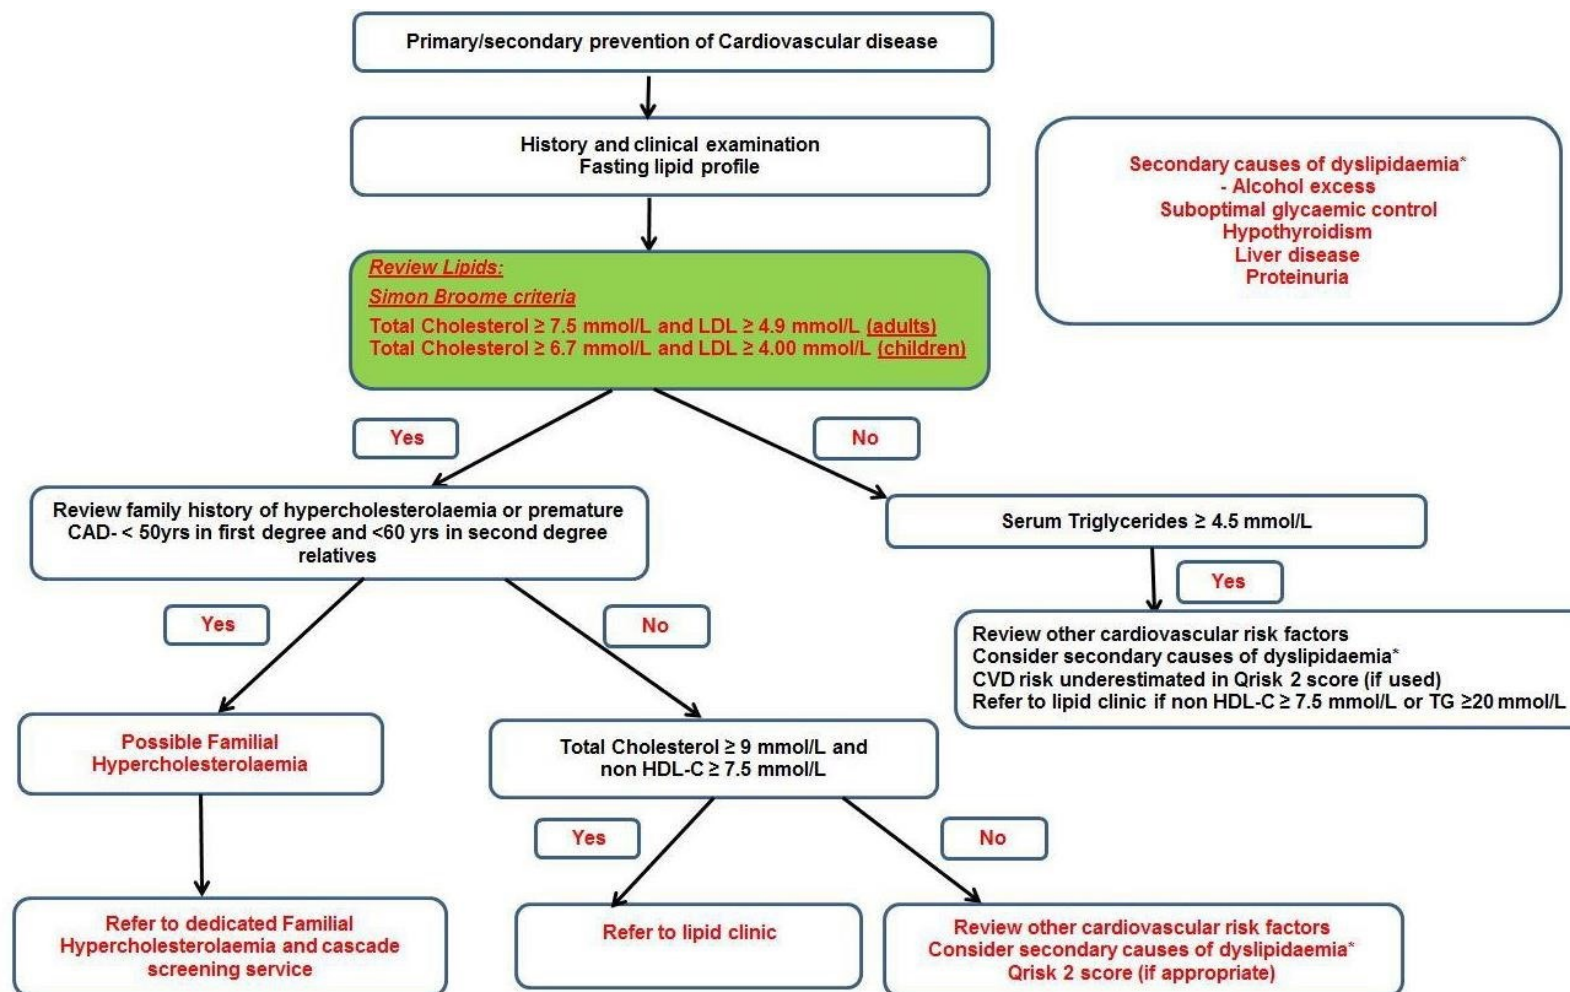 Primary/secondary prevention of Cardiovascular disease
History and clinical examination
Fasting lipid profile
Secondary causes of dyslipidaemia*
- Alcohol excess
Suboptimal glycaemic control
Hypothyroidism
Liver disease
Proteinuria
Review Lipids:
Simon Broome criteria
Total Cholesterol ≥ 7.5 mmol/L and LDL ≥ 4.9 mmol/L (adults)
Total Cholesterol ≥ 6.7 mmol/L and LDL ≥ 4.00 mmol/L (children)
Yes
No
Review family history of hypercholesterolaemia or premature
CAD- < 50yrs in first degree and <60 yrs in second degree
relatives
Serum Triglycerides ≥ 4.5 mmol/L
Yes
No
Yes
Review other cardiovascular risk factors
Consider secondary causes of dyslipidaemia*
CVD risk underestimated in Qrisk 2 score (if used)
Refer to lipid clinic if non HDL-C ≥ 7.5 mmol/L or TG ≥20 mmol/L
Possible Familial
Hypercholesterolaemia
Total Cholesterol ≥ 9 mmol/L and
non HDL-C ≥ 7.5 mmol/L
Yes
No
Refer to dedicated Familial
Hypercholesterolaemia and cascade
screening service
Refer to lipid clinic
Review other cardiovascular risk factors
Consider secondary causes of dyslipidaemia*
Qrisk 2 score (if appropriate)